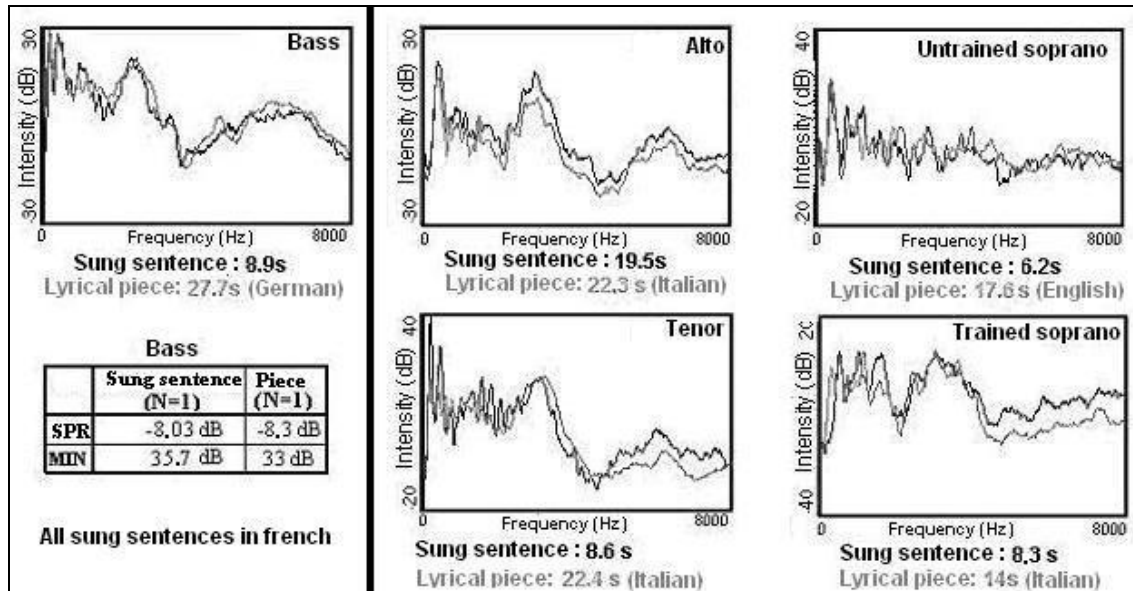 Bass
Intensity (dB)
30
-30
0
Frequency (Hz)
8000
Sung sentence : 8.9s
Lyrical piece: 27.7s (German)
Bass
Sung sentence (N=1) Piece (N=1)
SPR -8.03 dB -8.3 dB
MIN 35.7 dB 33 dB
All sung sentences in french
Alto
Intensity (dB)
30
-30
0
Frequency (Hz)
8000
Sung sentence : 19.5s
Lyrical piece: 22,3 s (Italian)
Untrained soprano
Intensity (dB)
40
-20
0
Frequency (Hz)
8000
Sung sentence : 6.2s
Lyrical piece: 17.6 s (English)
Tenor
Intensity (dB)
40
-20
0
Frequency (Hz)
8000
Sung sentence : 8.6 s
Lyrical piece: 22.4 s (Italian)
Trained soprano
Intensity (dB)
20
40
0
Frequency (Hz)
8000
Sung sentence : 8.3 s
Lyrical piece: 14s (Italian)